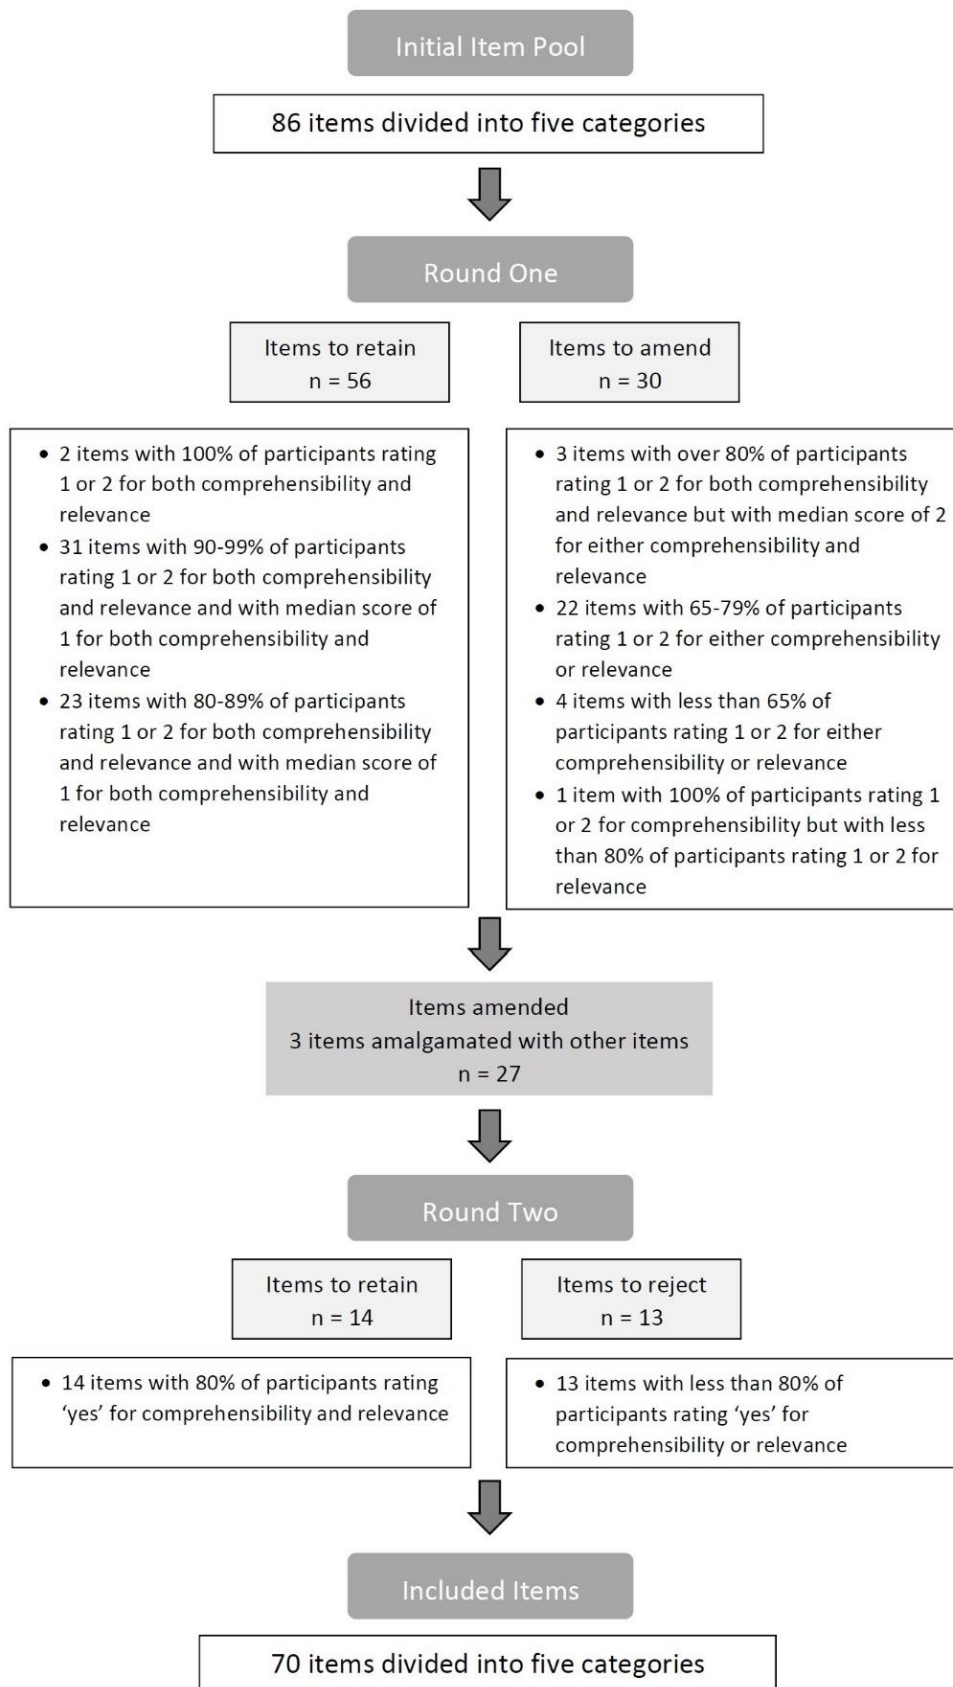 Initial Item Pool
86 items divided into five categories
Round One
Items to retain
n = 56
Items to amend
n = 30
• 2 items with 100% of participants rating
1 or 2 for both comprehensibility and
relevance
• 31 items with 90-99% of participants
rating 1 or 2 for both comprehensibility
and relevance and with median score of
1 for both comprehensibility and
relevance
• 23 items with 80-89% of participants
rating 1 or 2 for both comprehensibility
and relevance and with median score of
1 for both comprehensibility and
relevance
• 3 items with over 80% of participants
rating 1 or 2 for both comprehensibility
and relevance but with median score of 2
for either comprehensibility and
relevance
• 22 items with 65-79% of participants
rating 1 or 2 for either comprehensibility
or relevance
• 4 items with less than 65% of
participants rating 1 or 2 for either
comprehensibility or relevance
• 1 item with 100% of participants rating 1
or 2 for comprehensibility but with less
than 80% of participants rating 1 or 2 for
relevance
Items amended
3 items amalgamated with other items
n = 27
Round Two
Items to retain
n = 14
Items to reject
n = 13
• 14 items with 80% of participants rating
‘yes’ for comprehensibility and relevance
• 13 items with less than 80% of
participants rating ‘yes’ for
comprehensibility or relevance
Included Items
70 items divided into five categories